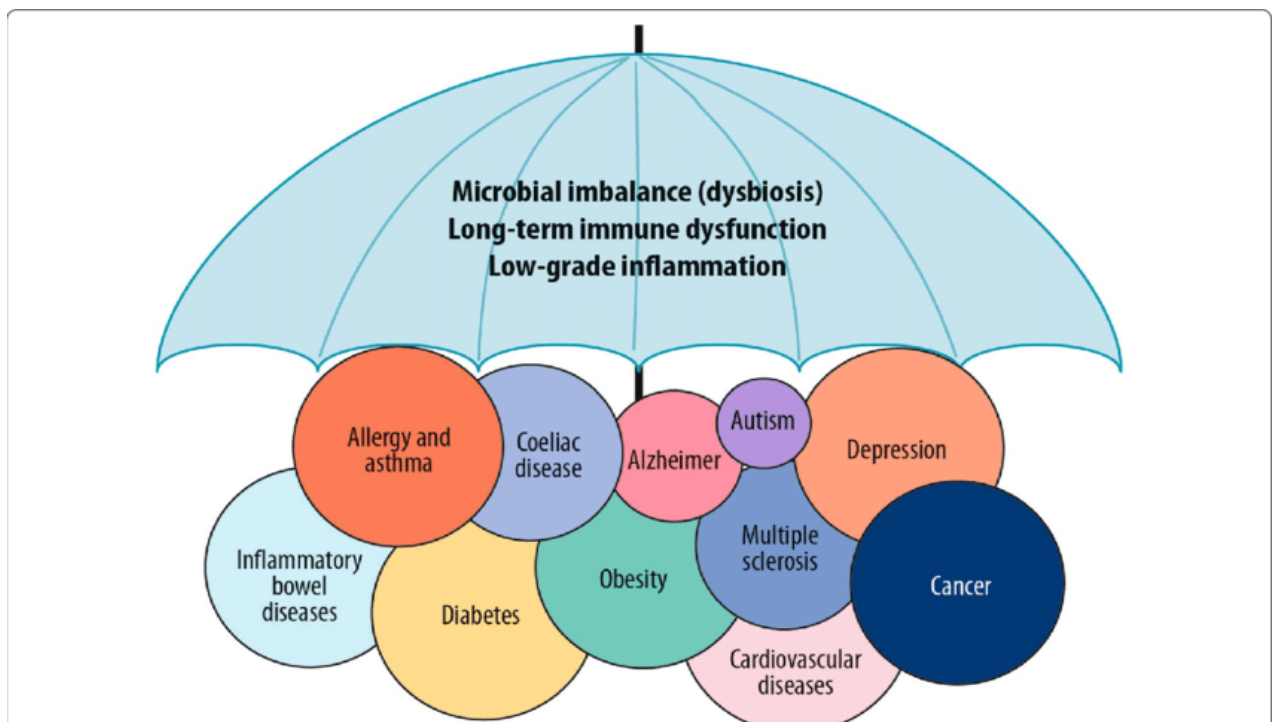 Microbial imbalance (dysbiosis)
Long-term immune dysfunction
Low-grade inflammation
Allergy and
asthma
Coeliac
disease
Alzheimer
Autism
Depression
Inflammatory
bowel
diseases
Diabetes
Obesity
Multiple
sclerosis
Cancer
Cardiovascular
diseases